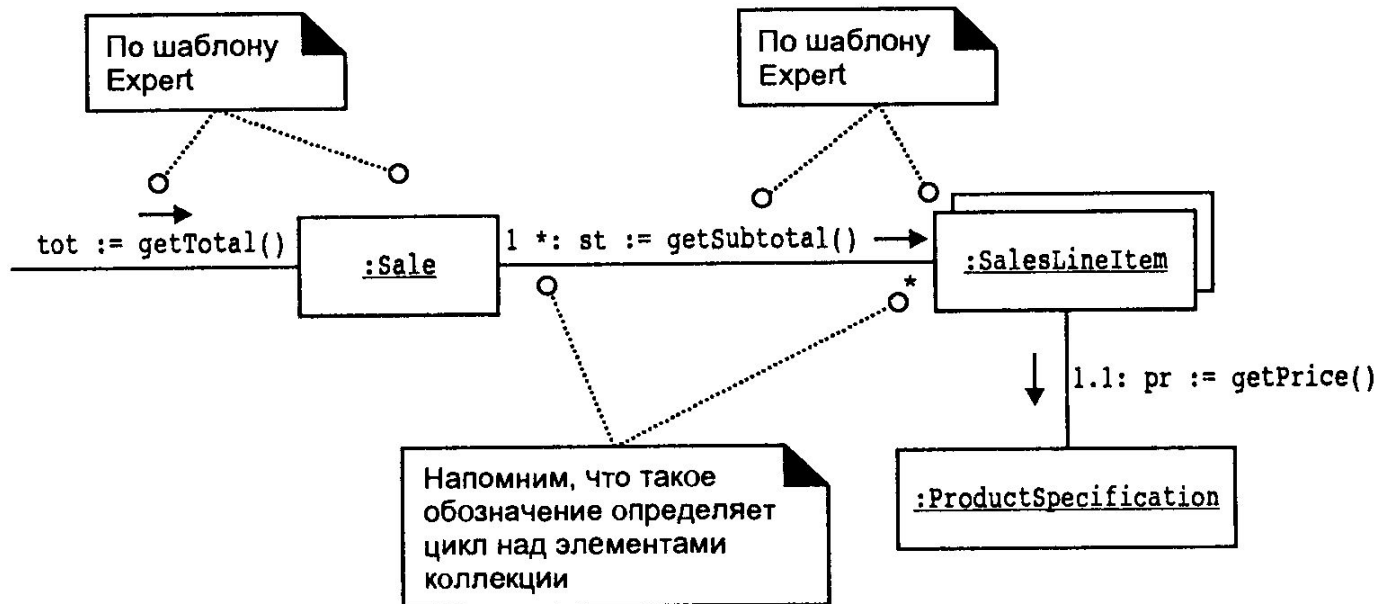 По шаблону
Expert
По шаблону
Expert
tot := getTotal()
:Sale
1 *: st := getSubtotal()
:SalesLineItem
*
1.1: pr := getPrice()
:ProductSpecification
Напомним, что такое
обозначение определяет
цикл над элементами
коллекции